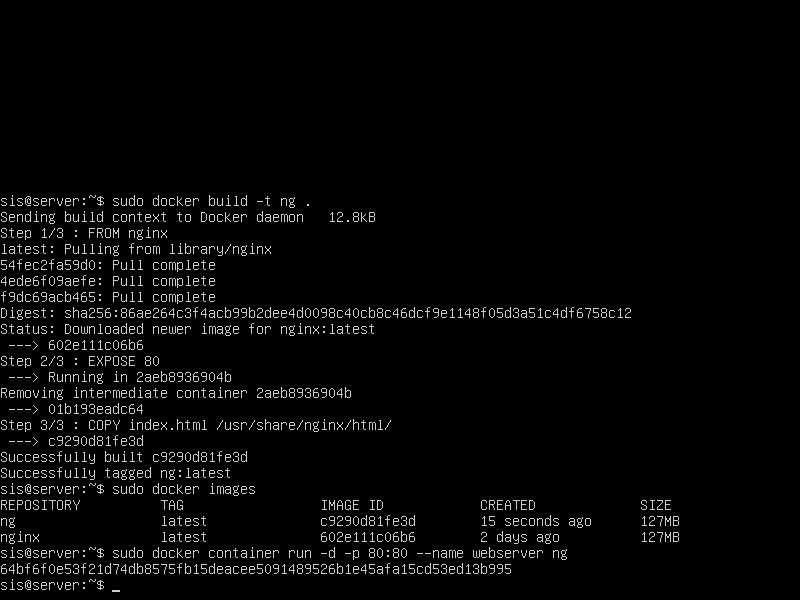 sis@server:~$ sudo docker build -t ng .
Sending build context to Docker daemon   12.8kB
Step 1/3 : FROM nginx
latest: Pulling from library/nginx
54fec2fa59d0: Pull complete
4ede6f09aefe: Pull complete
f9dc69acb465: Pull complete
Digest: sha256:86ae264c3f4acb99b2dee4d0098c40cb8c46dcf9e1148f05d3a51c4df6758c12
Status: Downloaded newer image for nginx:latest
 ---> 602e111c06b6
Step 2/3 : EXPOSE 80
 ---> Running in 2aeb8936904b
Removing intermediate container 2aeb8936904b
 ---> 01b193eadc64
Step 3/3 : COPY index.html /usr/share/nginx/html/
 ---> c9290d81fe3d
Successfully built c9290d81fe3d
Successfully tagged ng:latest
sis@server:~$ sudo docker images
REPOSITORY          TAG                 IMAGE ID            CREATED             SIZE
ng                  latest              c9290d81fe3d        15 seconds ago      127MB
nginx               latest              602e111c06b6        2 days ago          127MB
sis@server:~$ sudo docker container run -d -p 80:80 --name webserver ng
64bf6f0e53f21d74db8575fb15deacee5091489526b1e45afa15cd53ed13b995
sis@server:~$ _